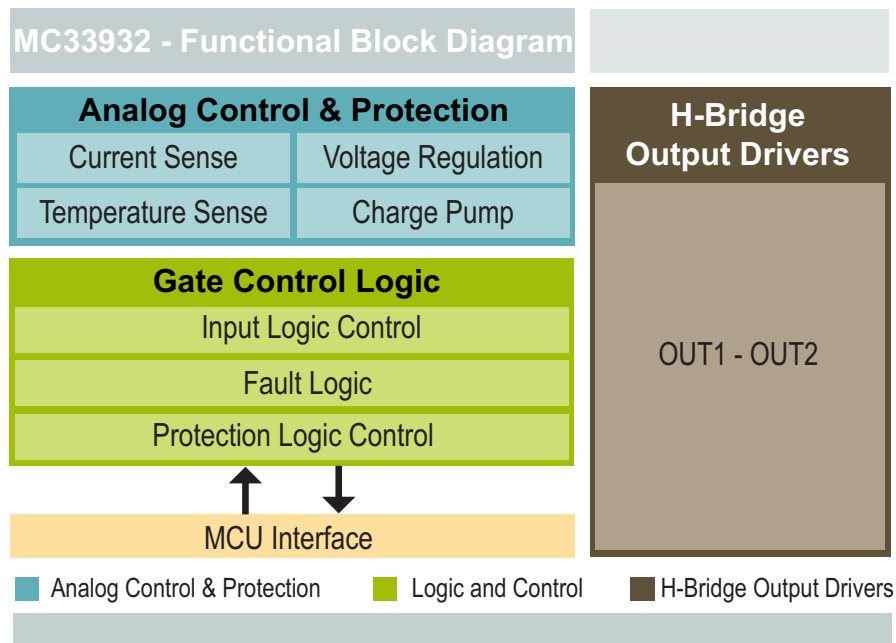 MC33932 - Functional Block Diagram
Analog Control & Protection
Current Sense
Voltage Regulation
Temperature Sense
Charge Pump
Gate Control Logic
Input Logic Control
Fault Logic
Protection Logic Control
MCU Interface
H-Bridge
Output Drivers
OUT1 - OUT2
Analog Control & Protection
Logic and Control
H-Bridge Output Drivers